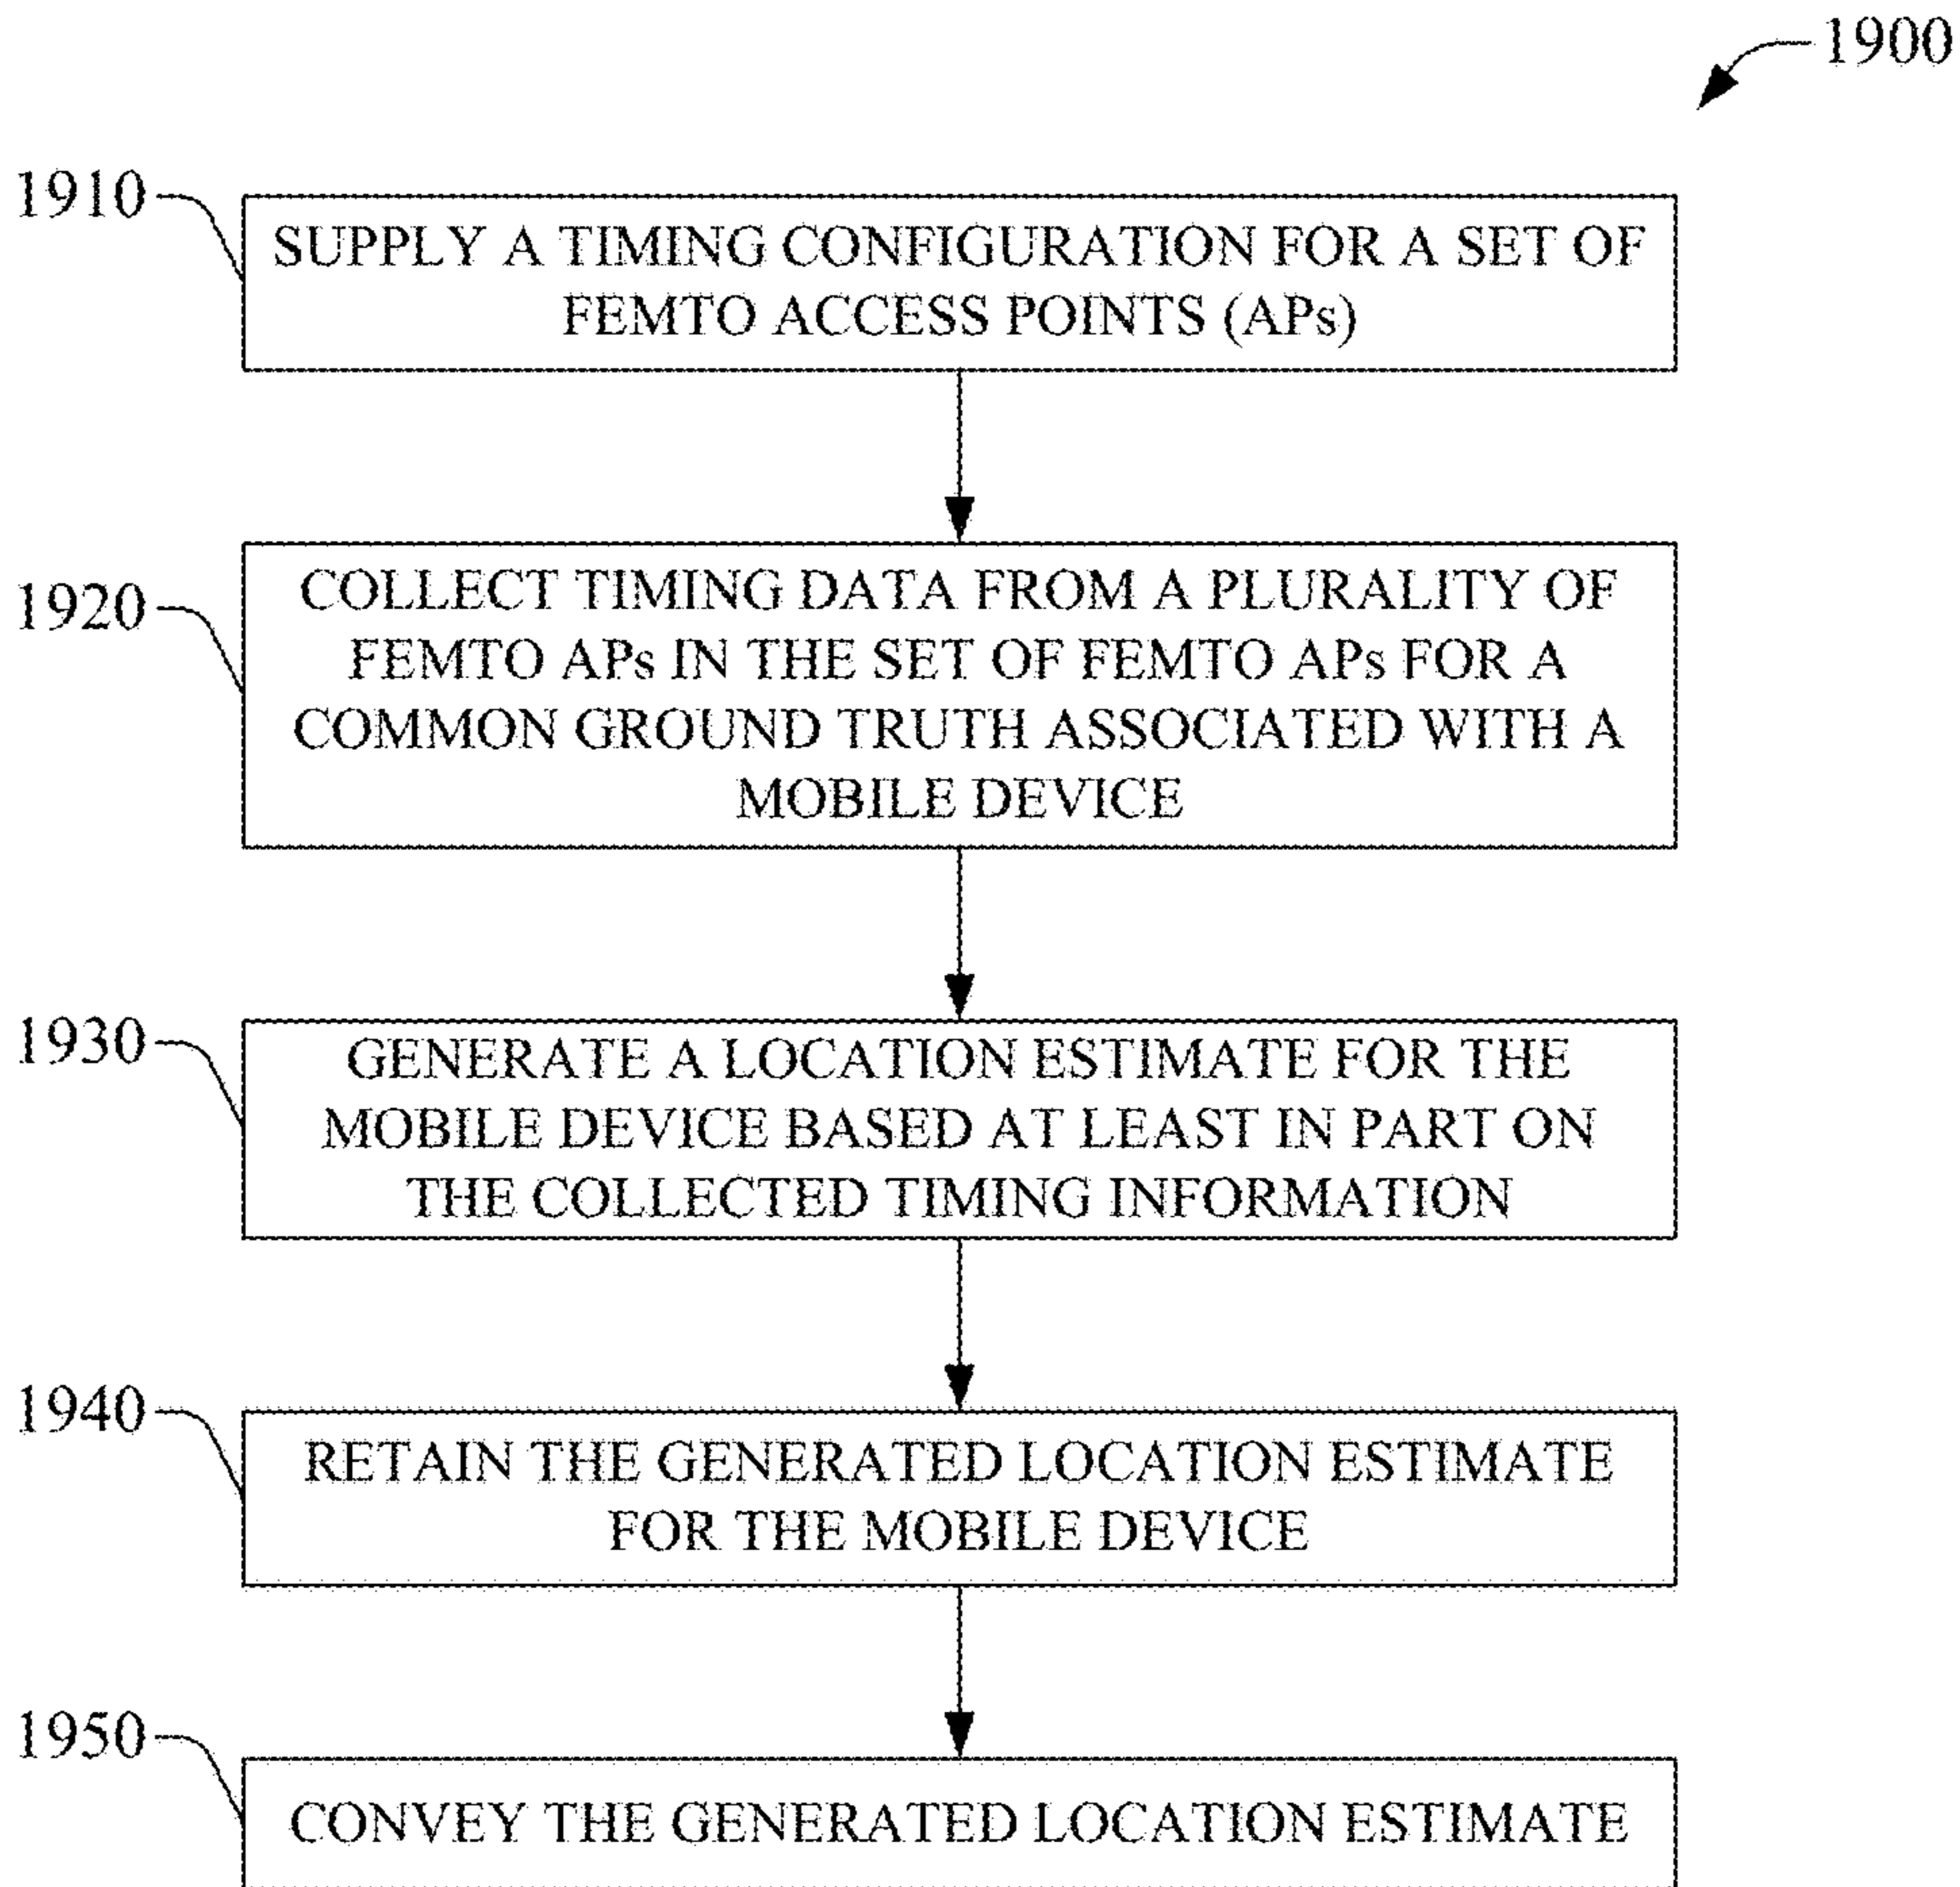 1900
1910
SUPPLY A TIMING CONFIGURATION FOR A SET OF
FEMTO ACCESS POINTS (APs)
1920
COLLECT TIMING DATA FROM A PLURALITY OF
FEMTO APs IN THE SET OF FEMTO APs FOR A
COMMON GROUND TRUTH ASSOCIATED WITH A
MOBILE DEVICE
1930
GENERATE A LOCATION ESTIMATE FOR THE
MOBILE DEVICE BASED AT LEAST IN PART ON
THE COLLECTED TIMING INFORMATION
1940
RETAIN THE GENERATED LOCATION ESTIMATE
FOR THE MOBILE DEVICE
1950
CONVEY THE GENERATED LOCATION ESTIMATE